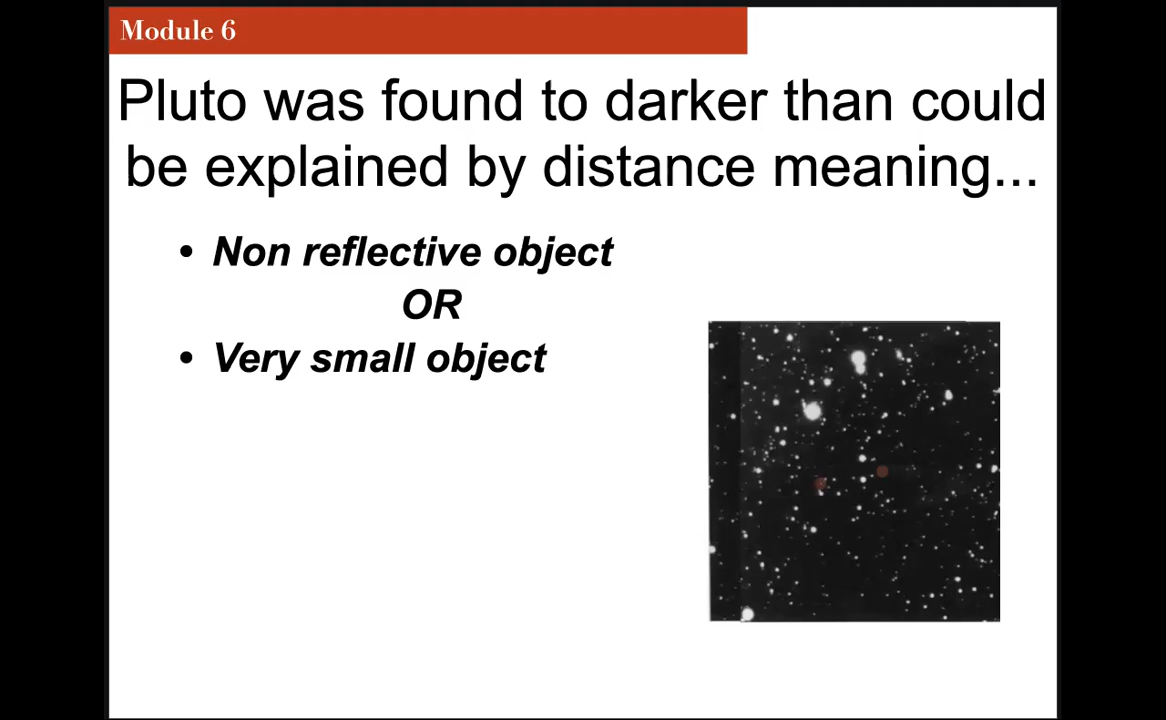 Module 6
Pluto was found to darker than could
be explained by distance meaning...
• Non reflective object
OR
• Very small object